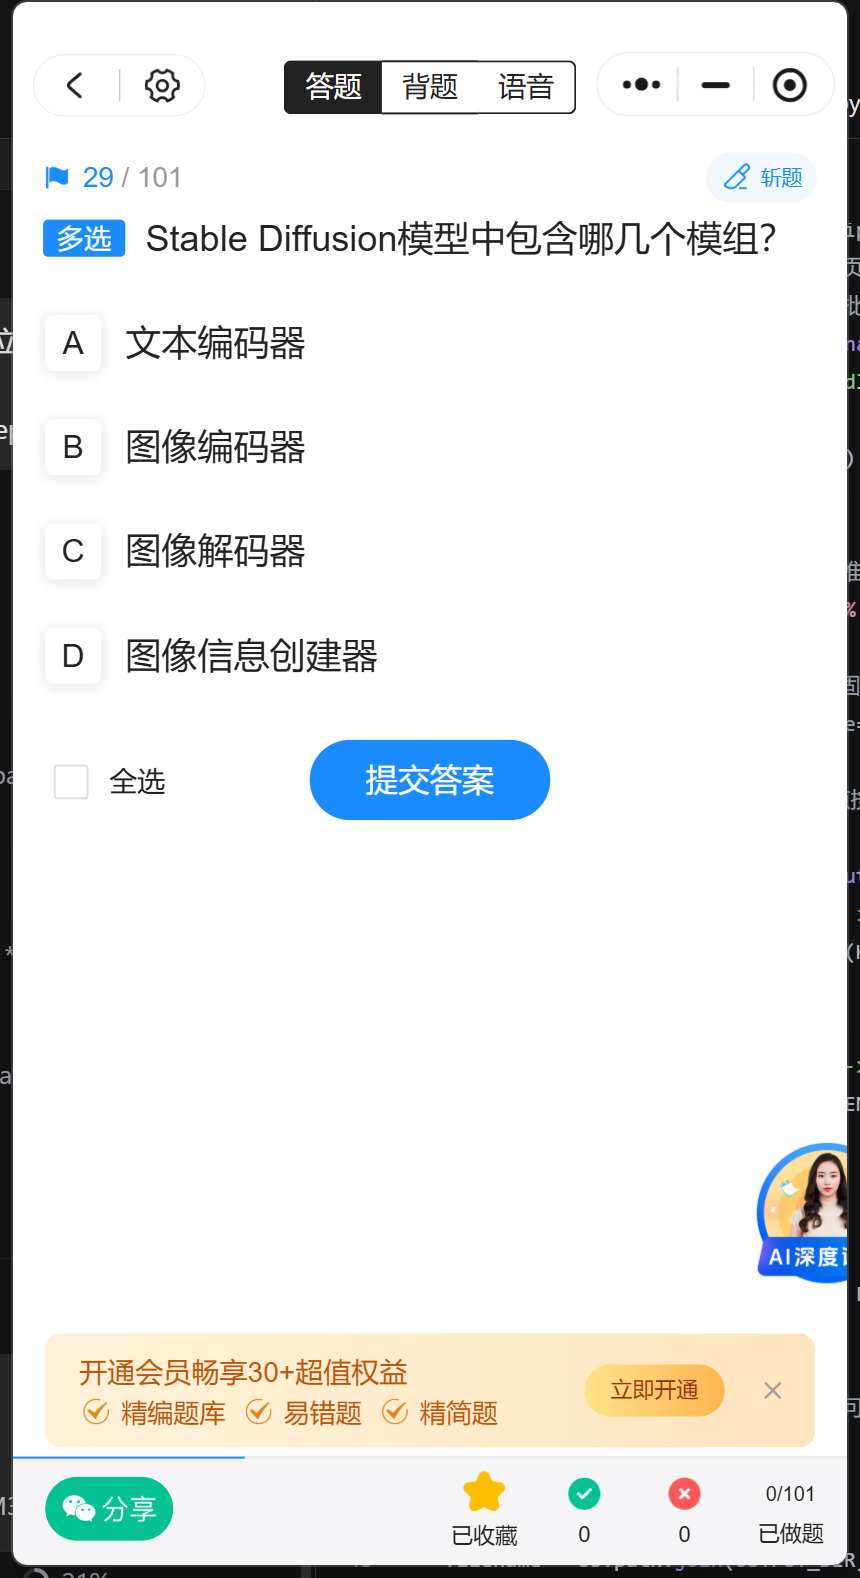 答题 背题 语音
29 / 101
斩题
多选 Stable Diffusion模型中包含哪几个模组?
A 文本编码器
B 图像编码器
C 图像解码器
D 图像信息创建器
全选
提交答案
AI深度
开通会员畅享30+超值权益
精编题库 易错题 精简题
立即开通
分享
已收藏
0
0
0/101
已做题